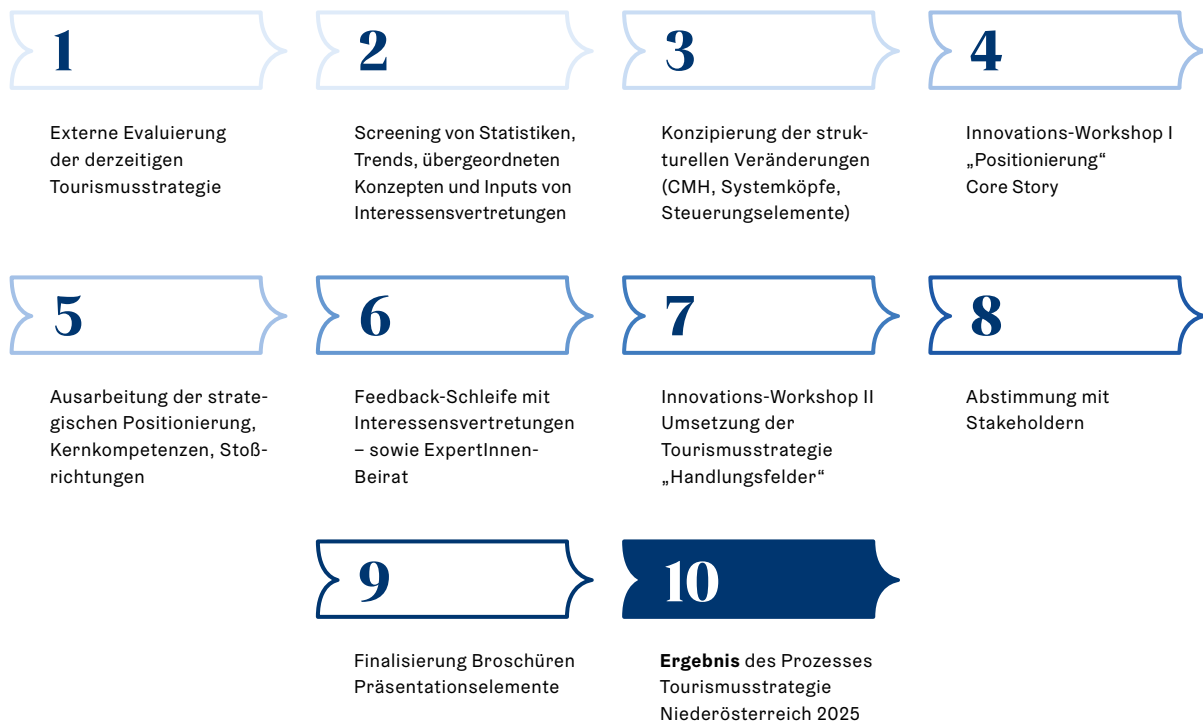 1
Externe Evaluierung
der derzeitigen
Tourismusstrategie
2
Screening von Statistiken,
Trends, übergeordneten
Konzepten und Inputs von
Interessensvertretungen
3
Konzipierung der struk-
turellen Veränderungen
(CMH, Systemköpfe,
Steuerungselemente)
4
Innovations-Workshop I
„Positionierung“
Core Story
5
Ausarbeitung der strate-
gischen Positionierung,
Kernkompetenzen, Stoß-
richtungen
6
Feedback-Schleife mit
Interessensvertretungen
– sowie ExpertInnen-
Beirat
7
Innovations-Workshop II
Umsetzung der
Tourismusstrategie
„Handlungsfelder“
8
Abstimmung mit
Stakeholdern
9
Finalisierung Broschüren
Präsentationselemente
10
Ergebnis des Prozesses
Tourismusstrategie
Niederösterreich 2025